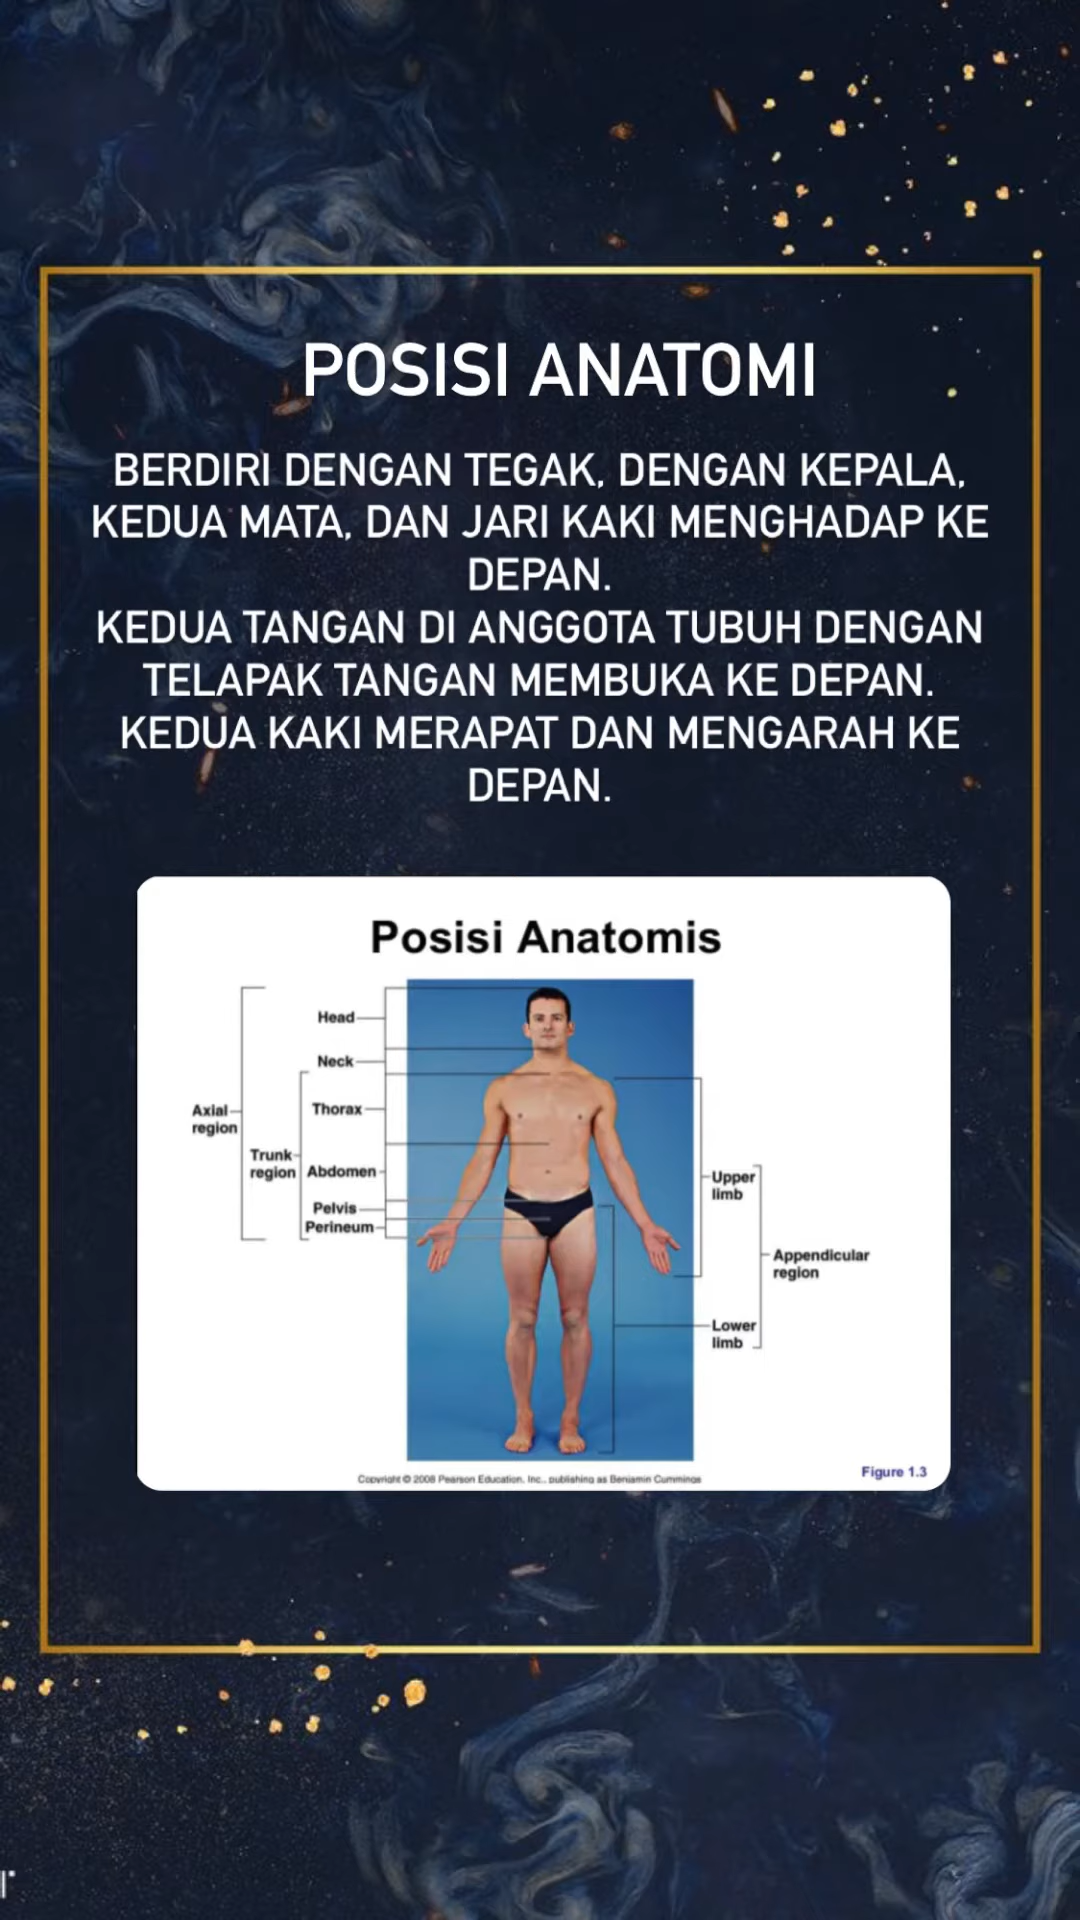 POSISI ANATOMI
BERDIRI DENGAN TEGAK, DENGAN KEPALA,
KEDUA MATA, DAN JARI KAKI MENGHADAP KE
DEPAN.
KEDUA TANGAN DI ANGGOTA TUBUH DENGAN
TELAPAK TANGAN MEMBUKA KE DEPAN.
KEDUA KAKI MERAPAT DAN MENGARAH KE
DEPAN.
Posisi Anatomis
Head
Neck
Axial
region
Thorax
Trunk
region
Abdomen
Pelvis
Perineum
Upper
limb
Appendicular
region
Lower
limb
Figure 1.3
Copyright © 2008 Pearson Education, Inc., publishing as Benjamin Cummings